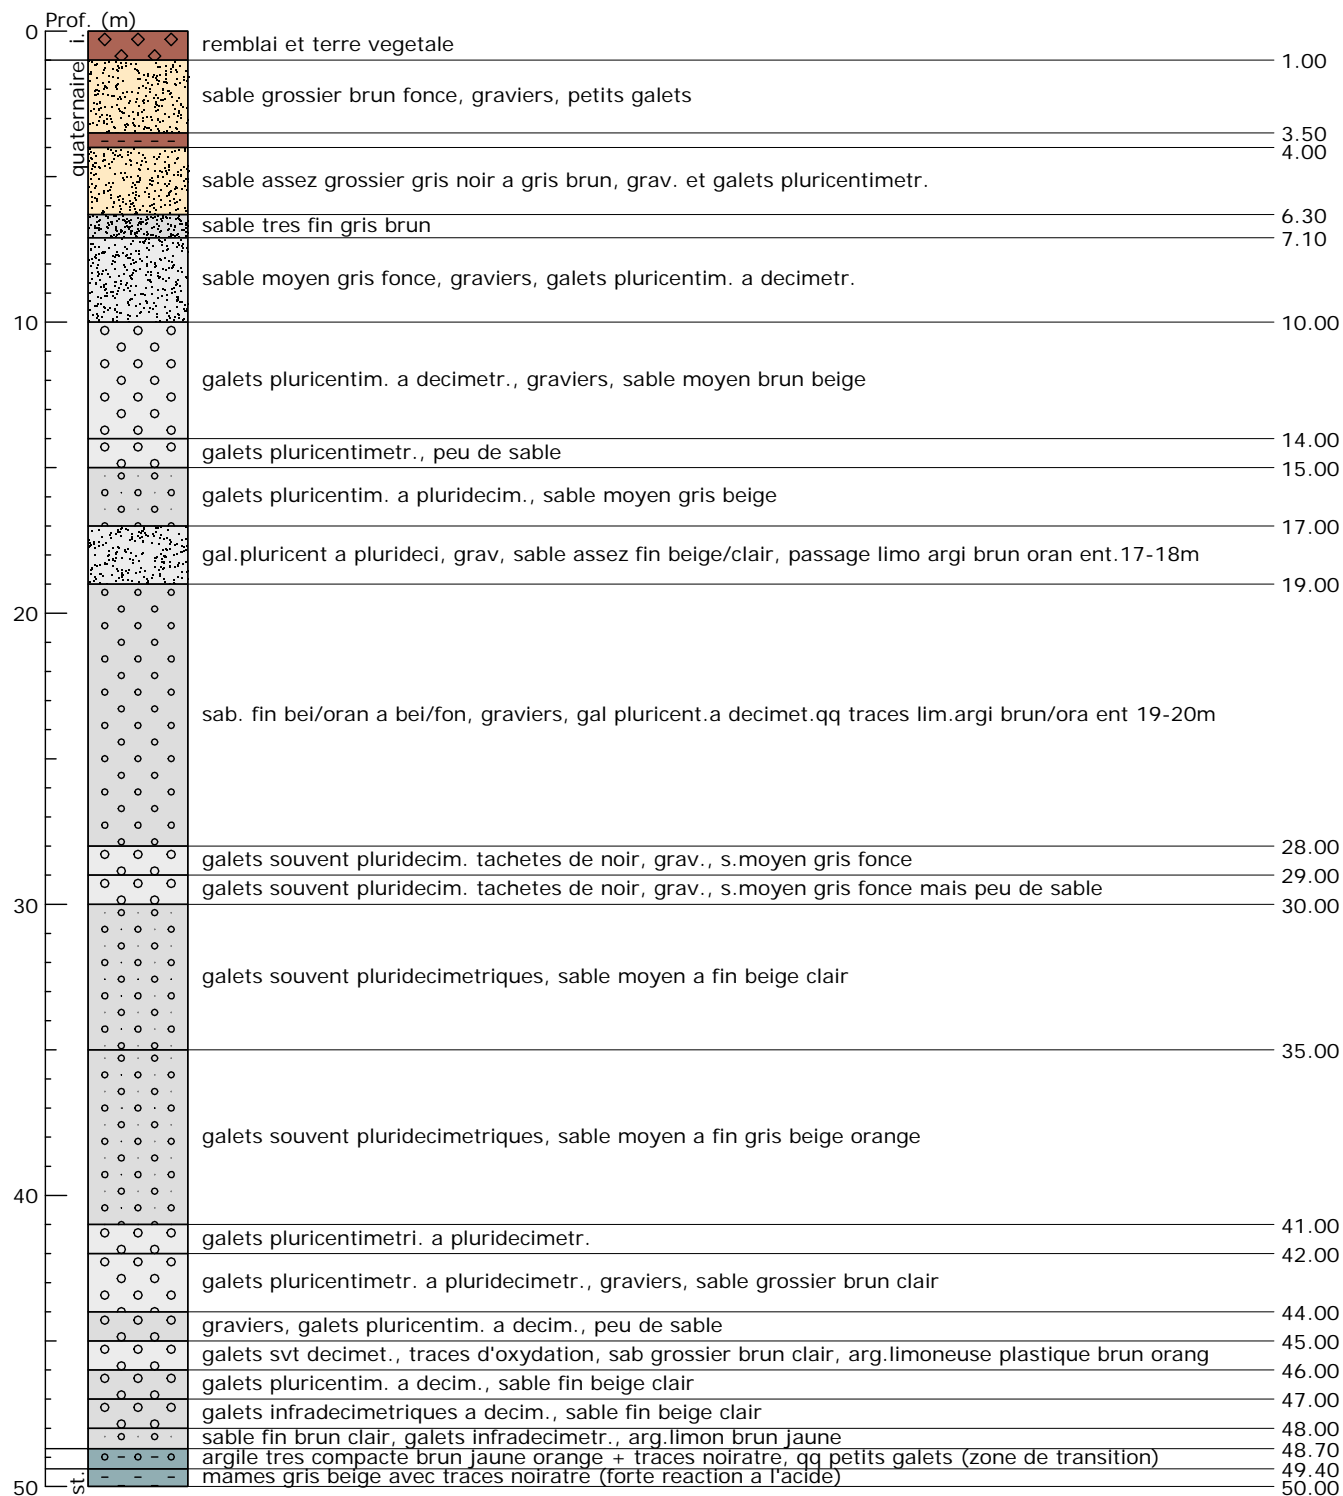 Prof. (m)
0
i.
remblai et terre vegetale
1.00
quaternaire
sable grossier brun fonce, graviers, petits galets
3.50
4.00
sable assez grossier gris noir a gris brun, grav. et galets pluricentimetr.
6.30
sable tres fin gris brun
7.10
sable moyen gris fonce, graviers, galets pluricentim. a decimetr.
10
10.00
galets pluricentim. a decimetr., graviers, sable moyen brun beige
14.00
galets pluricentimetr., peu de sable
15.00
galets pluricentim. a pluridecim., sable moyen gris beige
17.00
gal.pluricent a plurideci, grav, sable assez fin beige/clair, passage limo argi brun oran ent.17-18m
19.00
20
sab. fin bei/oran a bei/fon, graviers, gal pluricent.a decimet.qq traces lim.argi brun/ora ent 19-20m
28.00
galets souvent pluridecim. tachetes de noir, grav., s.moyen gris fonce
29.00
galets souvent pluridecim. tachetes de noir, grav., s.moyen gris fonce mais peu de sable
30
30.00
galets souvent pluridecimetriques, sable moyen a fin beige clair
35.00
galets souvent pluridecimetriques, sable moyen a fin gris beige orange
40
41.00
galets pluricentimetri. a pluridecimetr.
42.00
galets pluricentimetr. a pluridecimetr., graviers, sable grossier brun clair
44.00
graviers, galets pluricentim. a decim., peu de sable
45.00
galets svt decimet., traces d'oxydation, sab grossier brun clair, arg.limoneuse plastique brun orang
46.00
galets pluricentim. a decim., sable fin beige clair
47.00
galets infradecimetriques a decim., sable fin beige clair
48.00
sable fin brun clair, galets infradecimetr., arg.limon brun jaune
48.70
argile tres compacte brun jaune orange + traces noiratre, qq petits galets (zone de transition)
49.40
st.
mames gris beige avec traces noiratre (forte reaction a l'acide)
50
50.00